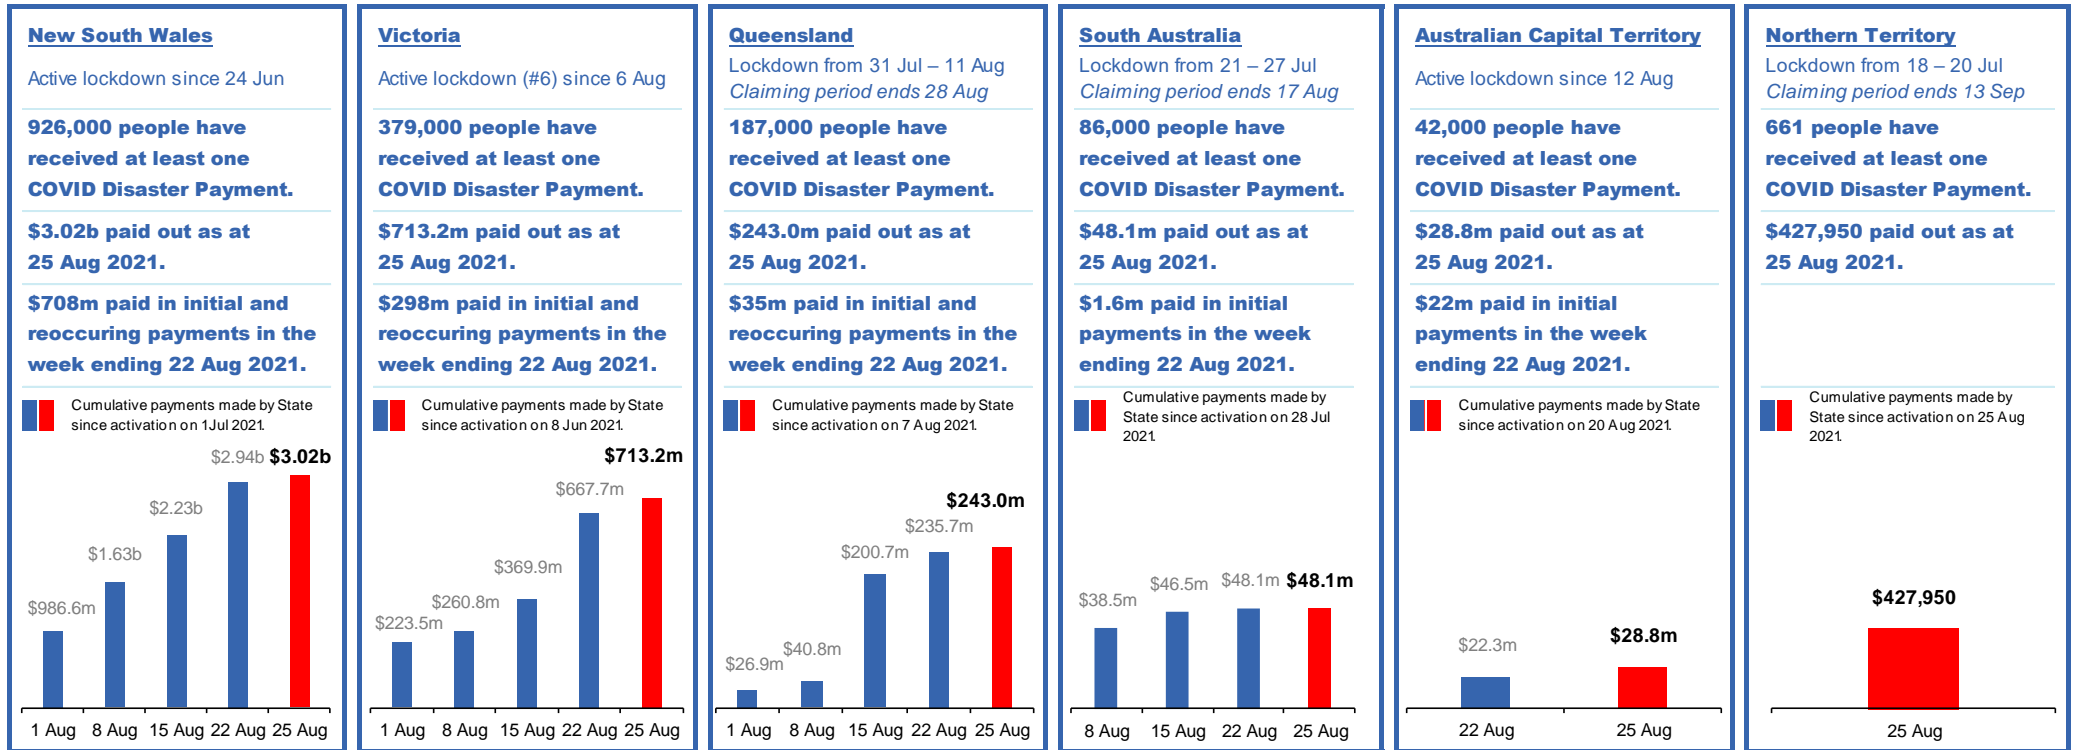 New South Wales
Active lockdown since 24 Jun
926,000 people have
received at least one
COVID Disaster Payment.
$3.02b paid out as at
25 Aug 2021.
$708m paid in initial and
reoccuring payments in the
week ending 22 Aug 2021.
Cumulative payments made by State
since activation on 1Jul 2021.
$986.6m
$1.63b
$2.23b
$2.94b
$3.02b
1 Aug
8 Aug
15 Aug
22 Aug
25 Aug
Victoria
Active lockdown (#6) since 6 Aug
379,000 people have
received at least one
COVID Disaster Payment.
$713.2m paid out as at
25 Aug 2021.
$298m paid in initial and
reoccuring payments in the
week ending 22 Aug 2021.
Cumulative payments made by State
since activation on 8 Jun 2021.
$223.5m
$260.8m
$369.9m
$667.7m
$713.2m
1 Aug
8 Aug
15 Aug
22 Aug
25 Aug
Queensland
Lockdown from 31 Jul – 11 Aug
Claiming period ends 28 Aug
187,000 people have
received at least one
COVID Disaster Payment.
$243.0m paid out as at
25 Aug 2021.
$35m paid in initial and
reoccuring payments in the
week ending 22 Aug 2021.
Cumulative payments made by State
since activation on 7 Aug 2021.
$26.9m
$40.8m
$200.7m
$235.7m
$243.0m
1 Aug
8 Aug
15 Aug
22 Aug
25 Aug
South Australia
Lockdown from 21 – 27 Jul
Claiming period ends 17 Aug
86,000 people have
received at least one
COVID Disaster Payment.
$48.1m paid out as at
25 Aug 2021.
$1.6m paid in initial
payments in the week
ending 22 Aug 2021.
Cumulative payments made by
State since activation on 28 Jul
2021.
$38.5m
$46.5m
$48.1m
$48.1m
8 Aug
15 Aug
22 Aug
25 Aug
Australian Capital Territory
Active lockdown since 12 Aug
42,000 people have
received at least one
COVID Disaster Payment.
$28.8m paid out as at
25 Aug 2021.
$22m paid in initial
payments in the week
ending 22 Aug 2021.
Cumulative payments made by State
since activation on 20 Aug 2021.
$22.3m
$28.8m
22 Aug
25 Aug
Northern Territory
Lockdown from 18 – 20 Jul
Claiming period ends 13 Sep
661 people have
received at least one
COVID Disaster Payment.
$427,950 paid out as at
25 Aug 2021.
Cumulative payments made by
State since activation on 25 Aug
2021.
$427,950
25 Aug